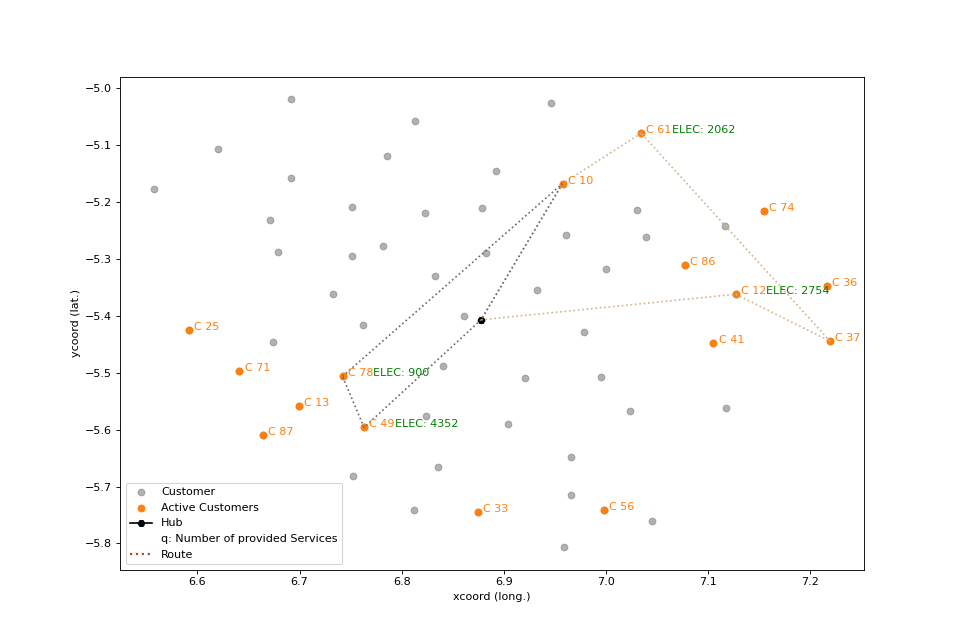 −5.0
−5.1
−5.2
−5.3
−5.4
−5.5
−5.6
−5.7
−5.8
ycoord (lat.)
C 61 ELEC: 2062
C 10
C 74
C 86
C 36
C 12 ELEC: 2754
C 25
C 41
C 37
C 71
C 78 ELEC: 900
C 13
C 87
C 49 ELEC: 4352
C 33
C 56
Customer
Active Customers
Hub
q: Number of provided Services
Route
6.6
6.7
6.8
6.9
7.0
7.1
7.2
xcoord (long.)